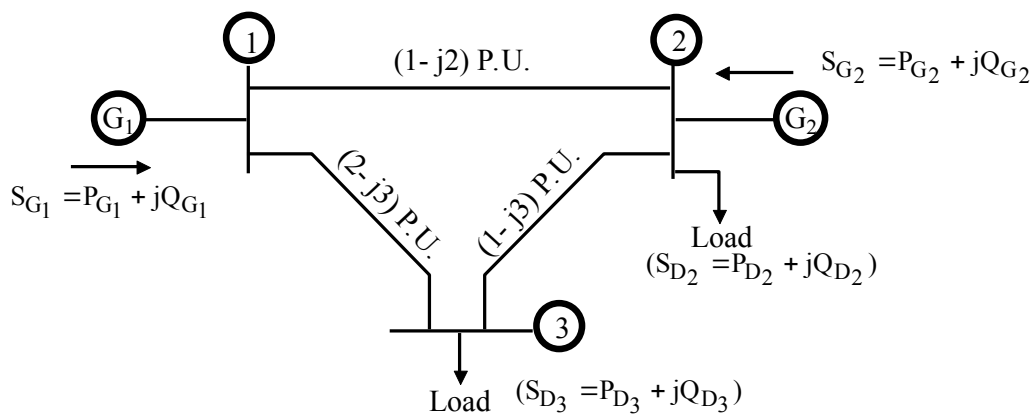 1
2
(1- j2) P.U.
S_G₂ = P_G₂ + jQ_G₂
G₁
G₂
(2- j3) P.U.
(1- j3) P.U.
S_G₁ = P_G₁ + jQ_G₁
Load
(S_D₂ = P_D₂ + jQ_D₂ )
3
Load (S_D₃ = P_D₃ + jQ_D₃)